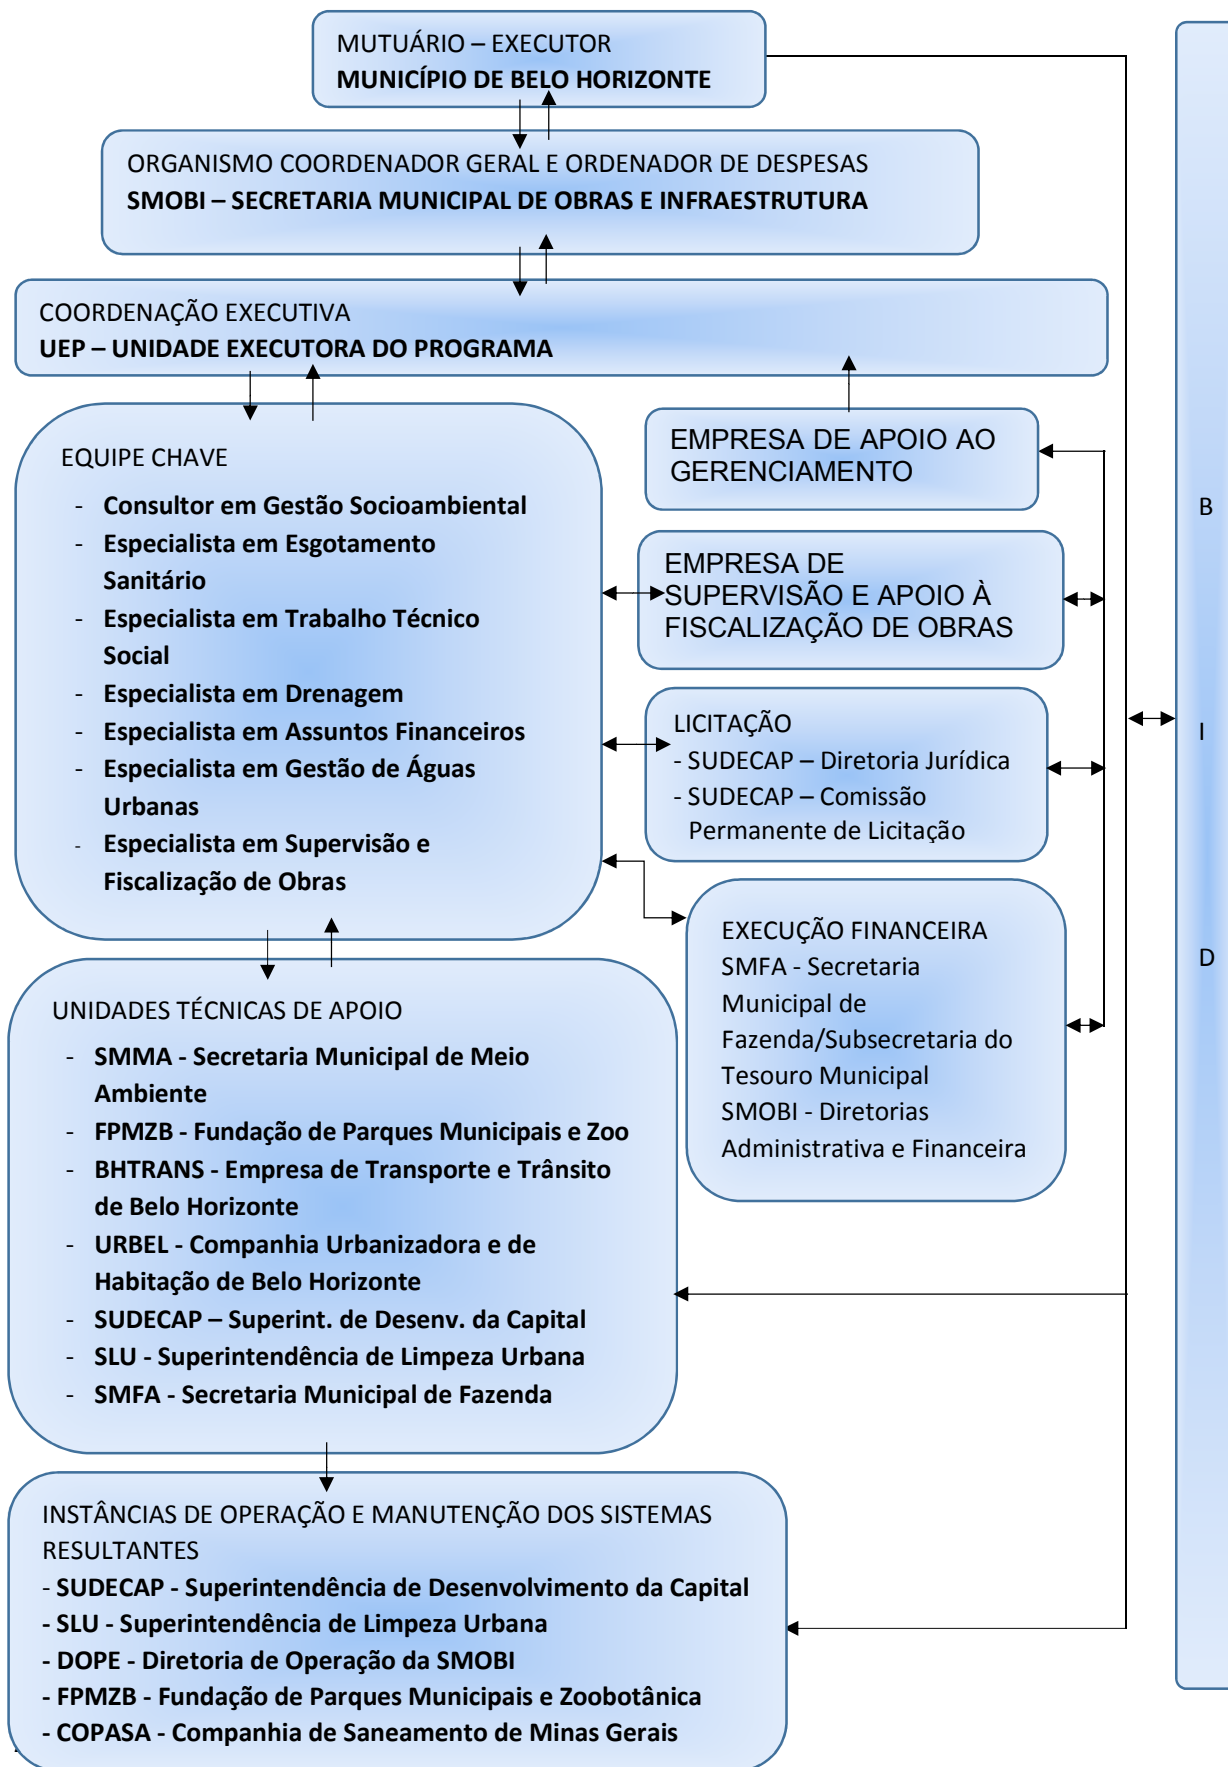 MUTUÁRIO – EXECUTOR
MUNICÍPIO DE BELO HORIZONTE
ORGANISMO COORDENADOR GERAL E ORDENADOR DE DESPESAS
SMOBI – SECRETARIA MUNICIPAL DE OBRAS E INFRAESTRUTURA
COORDENAÇÃO EXECUTIVA
UEP – UNIDADE EXECUTORA DO PROGRAMA
EQUIPE CHAVE
- Consultor em Gestão Socioambiental
- Especialista em Esgotamento
Sanitário
- Especialista em Trabalho Técnico
Social
- Especialista em Drenagem
- Especialista em Assuntos Financeiros
- Especialista em Gestão de Águas
Urbanas
- Especialista em Supervisão e
Fiscalização de Obras
EMPRESA DE APOIO AO
GERENCIAMENTO
EMPRESA DE
SUPERVISÃO E APOIO À
FISCALIZAÇÃO DE OBRAS
LICITAÇÃO
- SUDECAP – Diretoria Jurídica
- SUDECAP – Comissão
Permanente de Licitação
EXECUÇÃO FINANCEIRA
SMFA - Secretaria
Municipal de
Fazenda/Subsecretaria do
Tesouro Municipal
SMOBI - Diretorias
Administrativa e Financeira
UNIDADES TÉCNICAS DE APOIO
- SMMA - Secretaria Municipal de Meio
Ambiente
- FPMZB - Fundação de Parques Municipais e Zoo
- BHTRANS - Empresa de Transporte e Trânsito
de Belo Horizonte
- URBEL - Companhia Urbanizadora e de
Habitação de Belo Horizonte
- SUDECAP – Superint. de Desenv. da Capital
- SLU - Superintendência de Limpeza Urbana
- SMFA - Secretaria Municipal de Fazenda
INSTÂNCIAS DE OPERAÇÃO E MANUTENÇÃO DOS SISTEMAS
RESULTANTES
- SUDECAP - Superintendência de Desenvolvimento da Capital
- SLU - Superintendência de Limpeza Urbana
- DOPE - Diretoria de Operação da SMOBI
- FPMZB - Fundação de Parques Municipais e Zoobotânica
- COPASA - Companhia de Saneamento de Minas Gerais
B
I
D